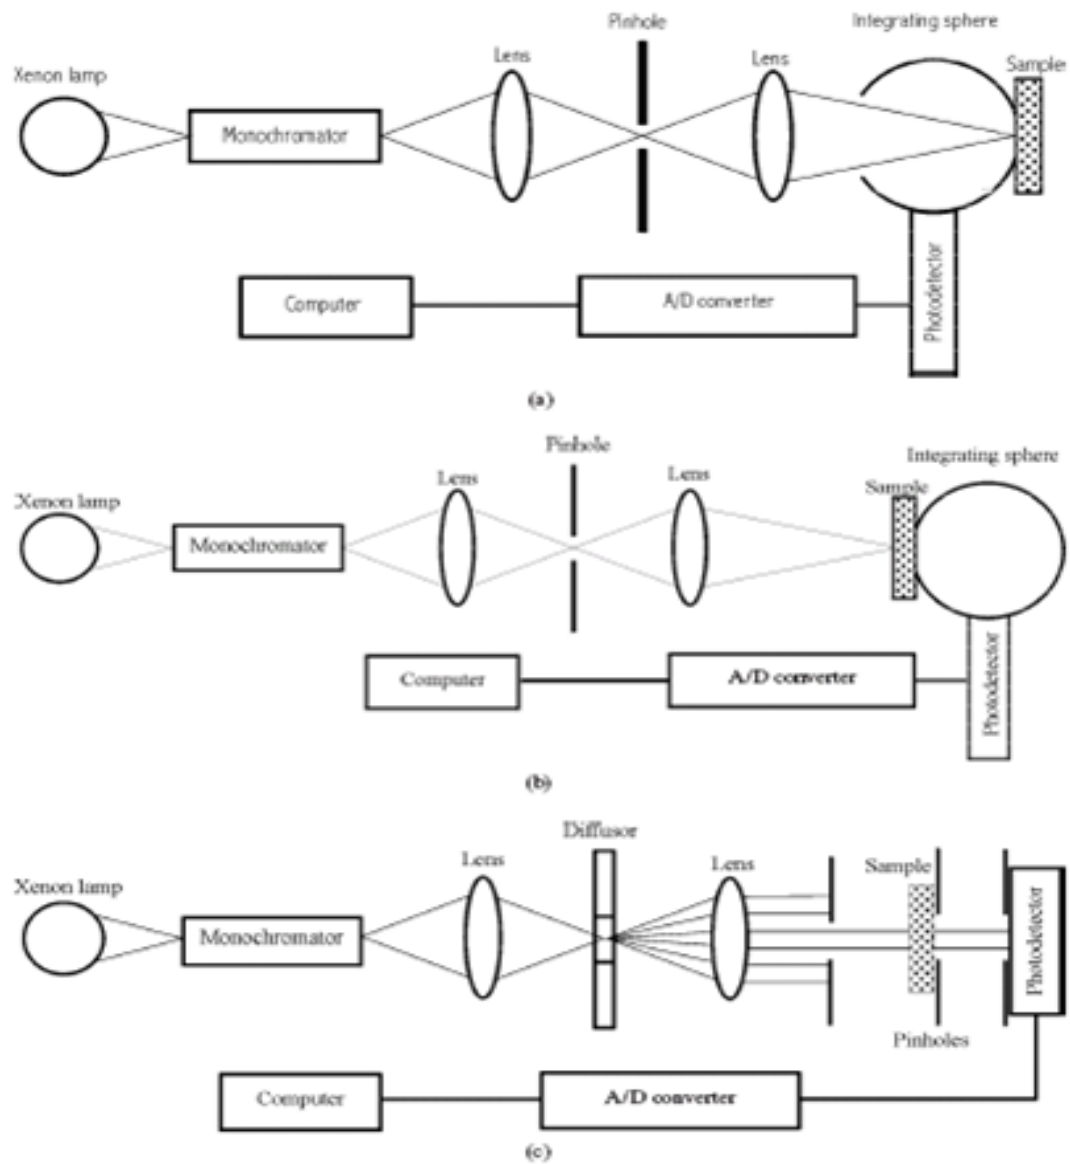 Pinhole
Integrating sphere
Lens
Lens
Sample
Xenon lamp
Monochromator
Photodetector
Computer
A/D converter
(a)
Pinhole
Integrating sphere
Lens
Lens
Sample
Xenon lamp
Monochromator
Photodetector
Computer
A/D converter
(b)
Diffusor
Lens
Lens
Sample
Xenon lamp
Monochromator
Photodetector
Pinholes
Computer
A/D converter
(c)